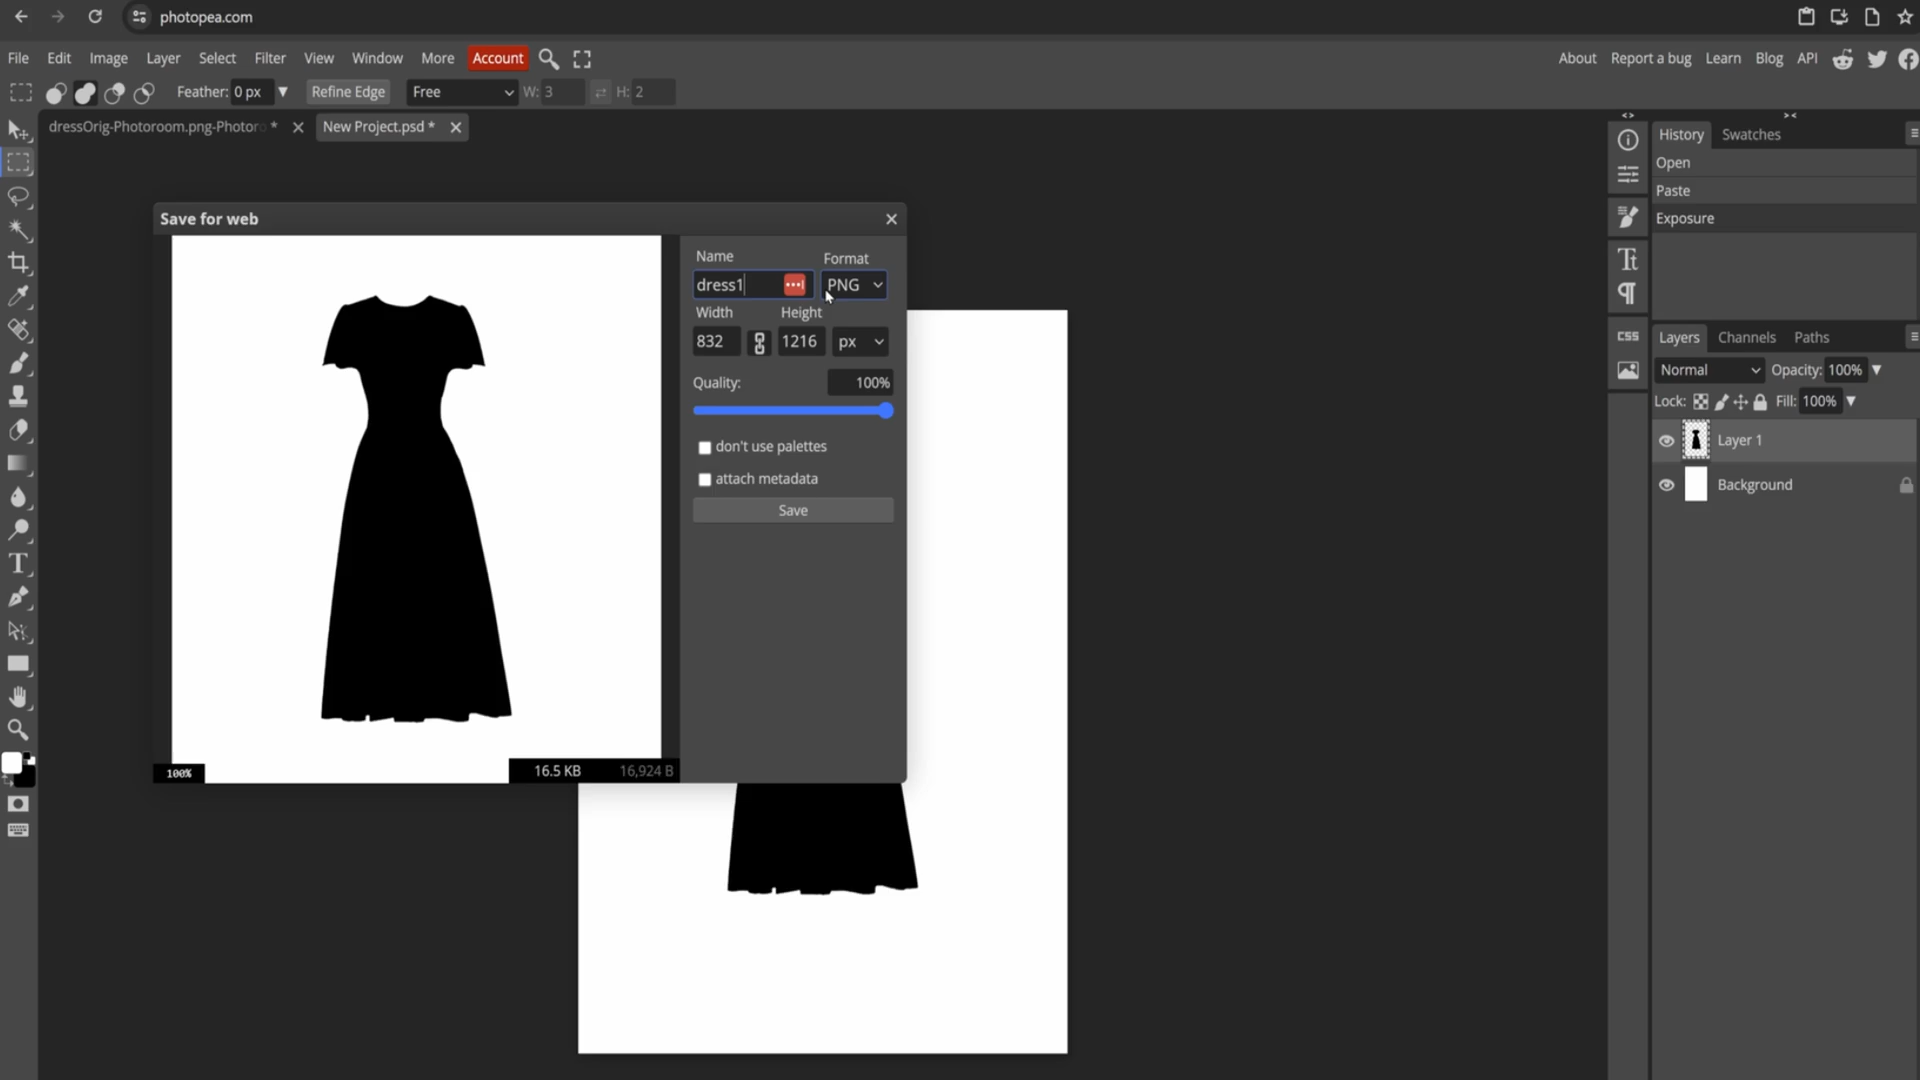 photopea.com
File Edit Image Layer Select Filter View Window More Account
About Report a bug Learn Blog API
Feather: 0 px Refine Edge Free W: 3 H: 2
dressOrig-Photoroom.png-Photoro * New Project.psd *
History Swatches
Open
Paste
Exposure
Save for web
Name Format
dress1 PNG
Width Height
832 1216 px
Quality: 100%
don't use palettes
attach metadata
Save
100% 16.5 KB 16,924 B
CSS
Layers Channels Paths
Normal Opacity: 100%
Lock: Fill: 100%
Layer 1
Background